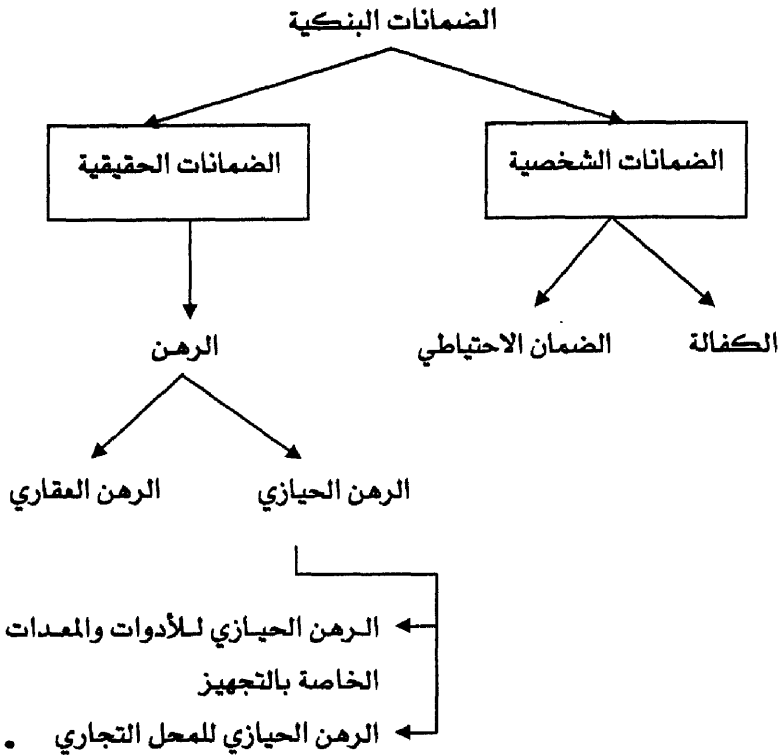 الضمانات البنكية
الضمانات الشخصية
الضمانات الحقيقية
الكفالة
الضمان الاحتياطي
الرهن
الرهن الحيازي
الرهن العقاري
الرهن الحيازي للأدوات والمعدات
الخاصة بالتجهيز
الرهن الحيازي للمحل التجاري •